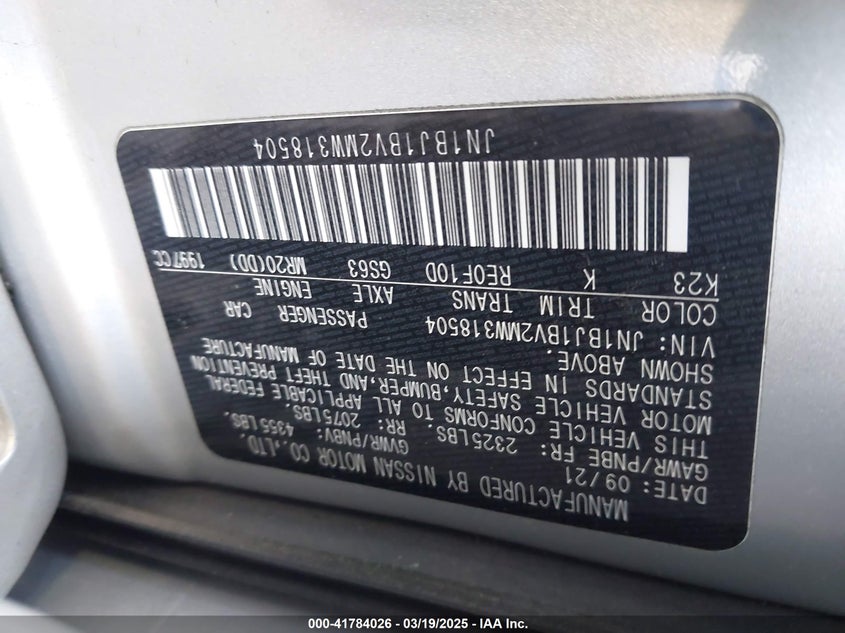 MANUFACTURED BY NISSAN MOTOR CO.,LTD.
DATE: 09/21 GVWR/PNBV: 4355LBS.
GAWR/PNBE FR: 2325LBS. RR: 2075LBS.
THIS VEHICLE CONFORMS TO ALL APPLICABLE FEDERAL
MOTOR VEHICLE SAFETY,BUMPER,AND THEFT PREVENTION
STANDARDS IN EFFECT ON THE DATE OF MANUFACTURE
SHOWN ABOVE.
VIN: JN1BJ1BV2MW318504 PASSENGER CAR
COLOR TRIM TRANS AXLE ENGINE
K23 K RE0F10D GS63 MR20(DD) 1997CC
JN1BJ1BV2MW318504
000-41784026 / 03/19/2025 - IAA Inc.